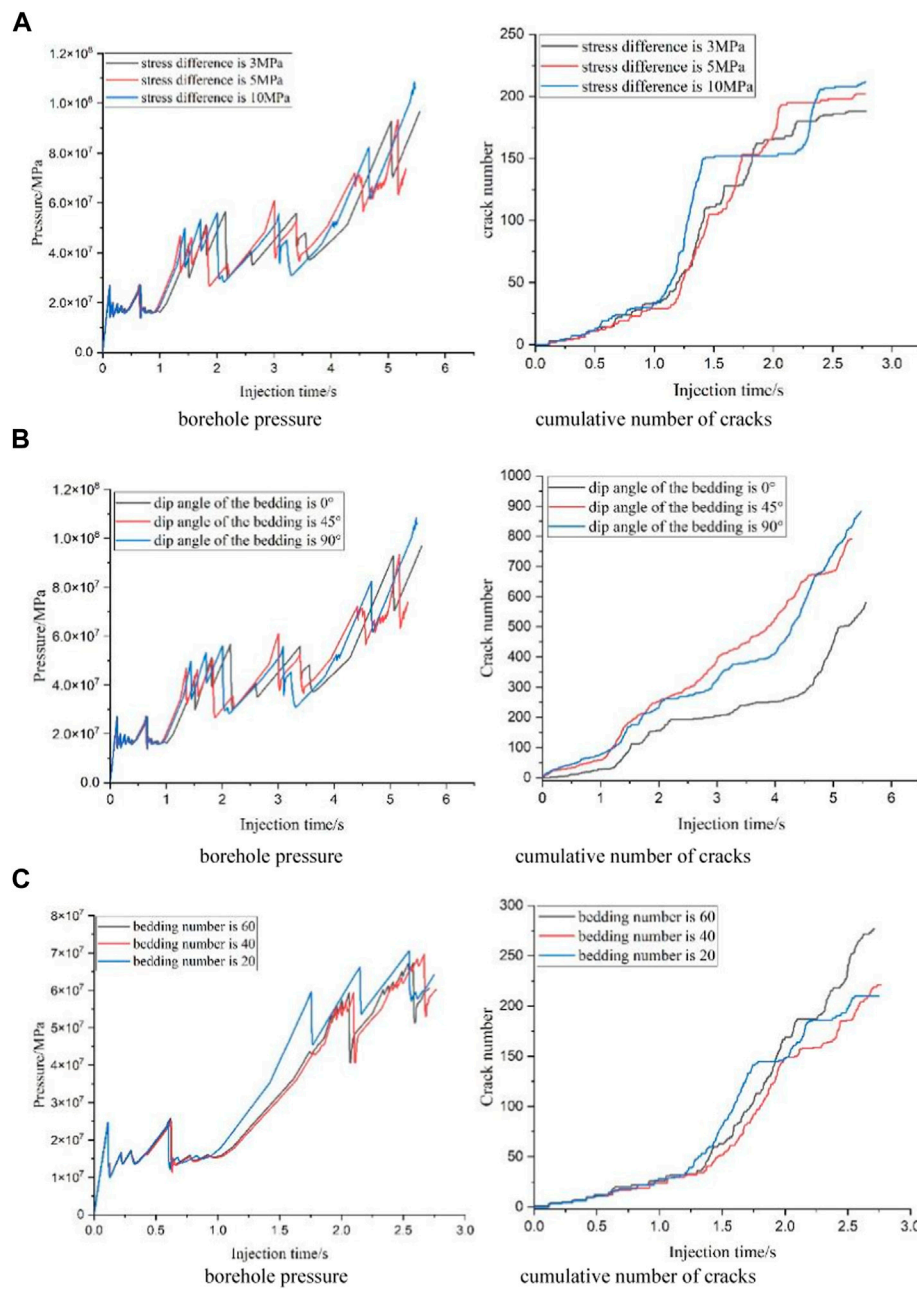 A
1.2×10⁸
1.0×10⁸
8.0×10⁷
6.0×10⁷
4.0×10⁷
2.0×10⁷
0.0
Pressure/MPa
stress difference is 3MPa
stress difference is 5MPa
stress difference is 10MPa
0 1 2 3 4 5 6
Injection time/s
borehole pressure
250
200
150
100
50
0
crack number
stress difference is 3MPa
stress difference is 5MPa
stress difference is 10MPa
0.0 0.5 1.0 1.5 2.0 2.5 3.0
Injection time/s
cumulative number of cracks
B
1.2×10⁸
1.0×10⁸
8.0×10⁷
6.0×10⁷
4.0×10⁷
2.0×10⁷
0.0
Pressure/MPa
dip angle of the bedding is 0°
dip angle of the bedding is 45°
dip angle of the bedding is 90°
0 1 2 3 4 5 6
Injection time/s
borehole pressure
1000
900
800
700
600
500
400
300
200
100
0
Crack number
dip angle of the bedding is 0°
dip angle of the bedding is 45°
dip angle of the bedding is 90°
0 1 2 3 4 5 6
Injection time/s
cumulative number of cracks
C
8×10⁷
7×10⁷
6×10⁷
5×10⁷
4×10⁷
3×10⁷
2×10⁷
1×10⁷
0
Pressure/MPa
bedding number is 60
bedding number is 40
bedding number is 20
0.0 0.5 1.0 1.5 2.0 2.5 3.0
Injection time/s
borehole pressure
300
250
200
150
100
50
0
Crack number
bedding number is 60
bedding number is 40
bedding number is 20
0.0 0.5 1.0 1.5 2.0 2.5 3.0
Injection time/s
cumulative number of cracks